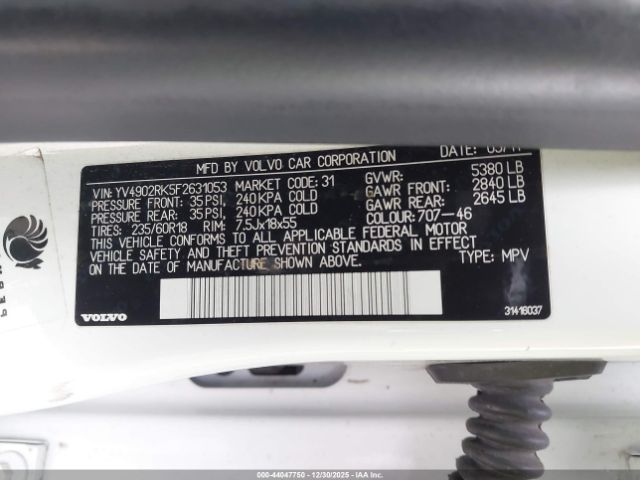 MFD BY VOLVO CAR CORPORATION DATE:
VIN: YV4902RK5F2631053 MARKET CODE: 31 GVWR: 5380 LB
PRESSURE FRONT: 35 PSI, 240 KPA COLD GAWR FRONT: 2840 LB
PRESSURE REAR: 35 PSI, 240 KPA COLD GAWR REAR: 2645 LB
TIRES: 235/60R18 RIM: 7,5Jx18x55 COLOUR: 707-46
THIS VEHICLE CONFORMS TO ALL APPLICABLE FEDERAL MOTOR
VEHICLE SAFETY AND THEFT PREVENTION STANDARDS IN EFFECT
ON THE DATE OF MANUFACTURE SHOWN ABOVE. TYPE: MPV
VOLVO 31416037
000-44047750 - 12/30/2025 - IAAI.com